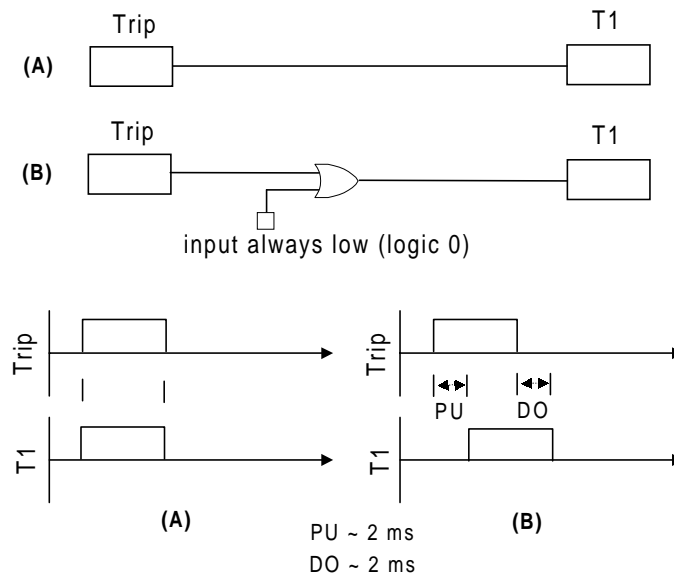 Trip
T1
(A)
Trip
T1
(B)
input always low (logic 0)
Trip
Trip
PU
DO
T1
T1
(A)
(B)
PU ~ 2 ms
DO ~ 2 ms